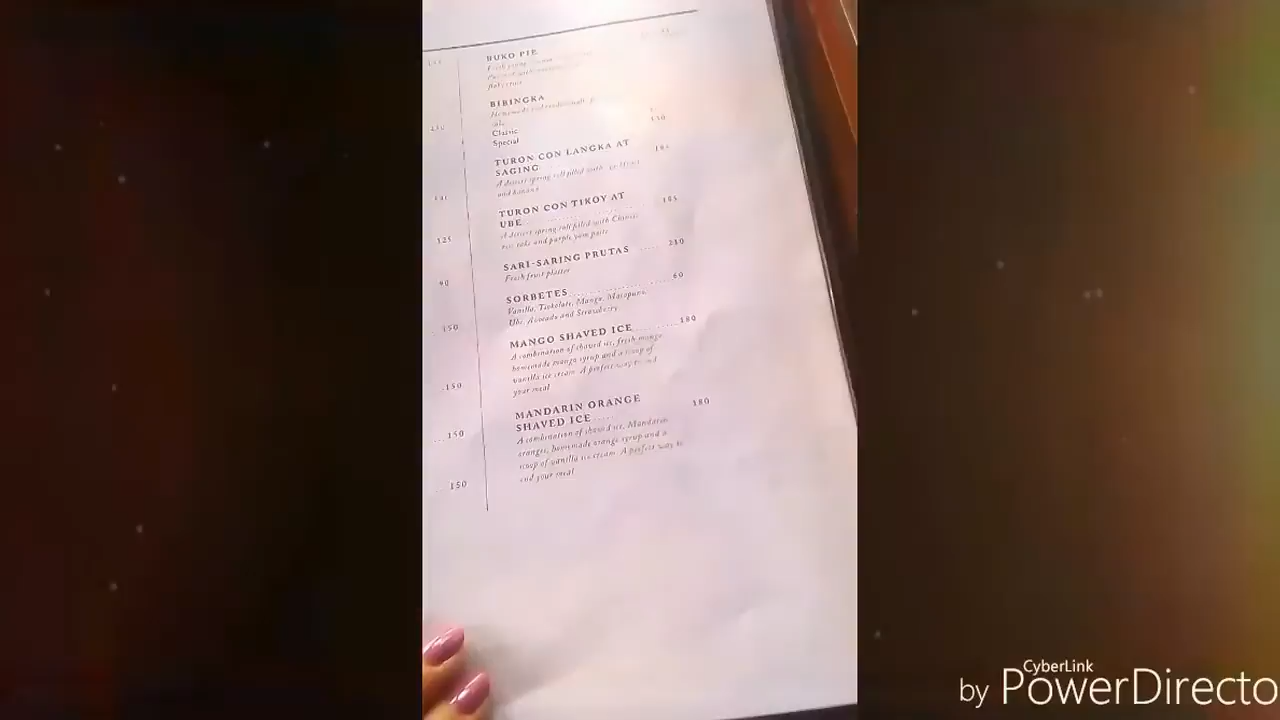 BUKO PIE
BIBINGKA
Classic
Special
130
TURON CON LANGKA AT
SAGING
A dessert spring roll filled with
and banana
TURON CON TIKOY AT
UBE
185
A dessert spring roll filled with Chinese
rice cake and purple yam paste
SARI-SARING PRUTAS ..... 230
Fresh fruit platter
SORBETES .................. 60
Vanilla, Tsokolate, Mango, Macapuno,
Ube, Avocado and Strawberry
MANGO SHAVED ICE .......... 180
A combination of shaved ice, fresh mango,
homemade mango syrup and a scoop of
vanilla ice cream. A perfect way to end
your meal
MANDARIN ORANGE
SHAVED ICE ..... 180
A combination of shaved ice, Mandarin
oranges, homemade orange syrup and a
scoop of vanilla ice cream. A perfect way to
end your meal
125
90
150
.150
...150
...150
CyberLink
by PowerDirecto